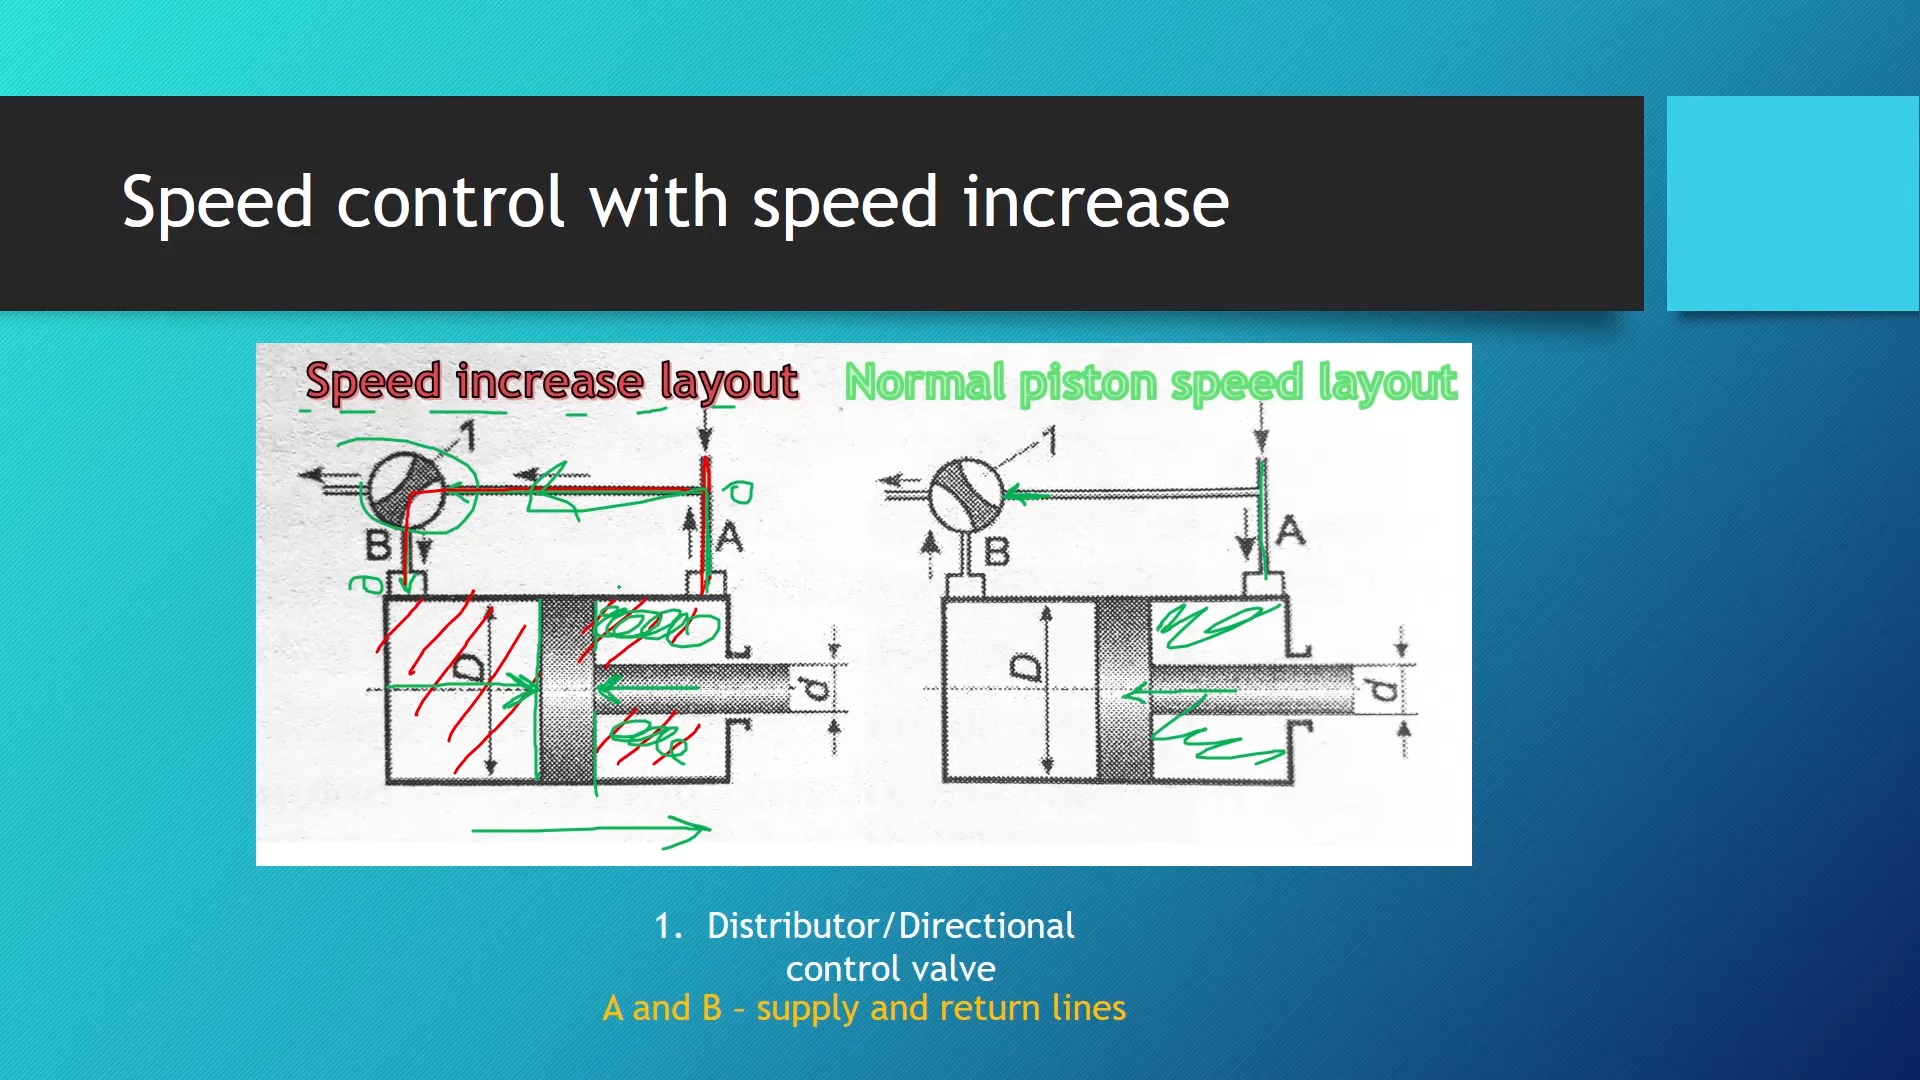 Speed control with speed increase
Speed increase layout
Normal piston speed layout
1
B
A
D
d
1
B
A
D
d
1. Distributor/Directional
control valve
A and B – supply and return lines